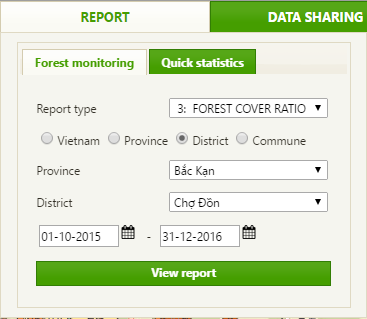 REPORT DATA SHARING
Forest monitoring Quick statistics
Report type 3: FOREST COVER RATIO
Vietnam Province District Commune
Province Bắc Kạn
District Chợ Đồn
01-10-2015 - 31-12-2016
View report